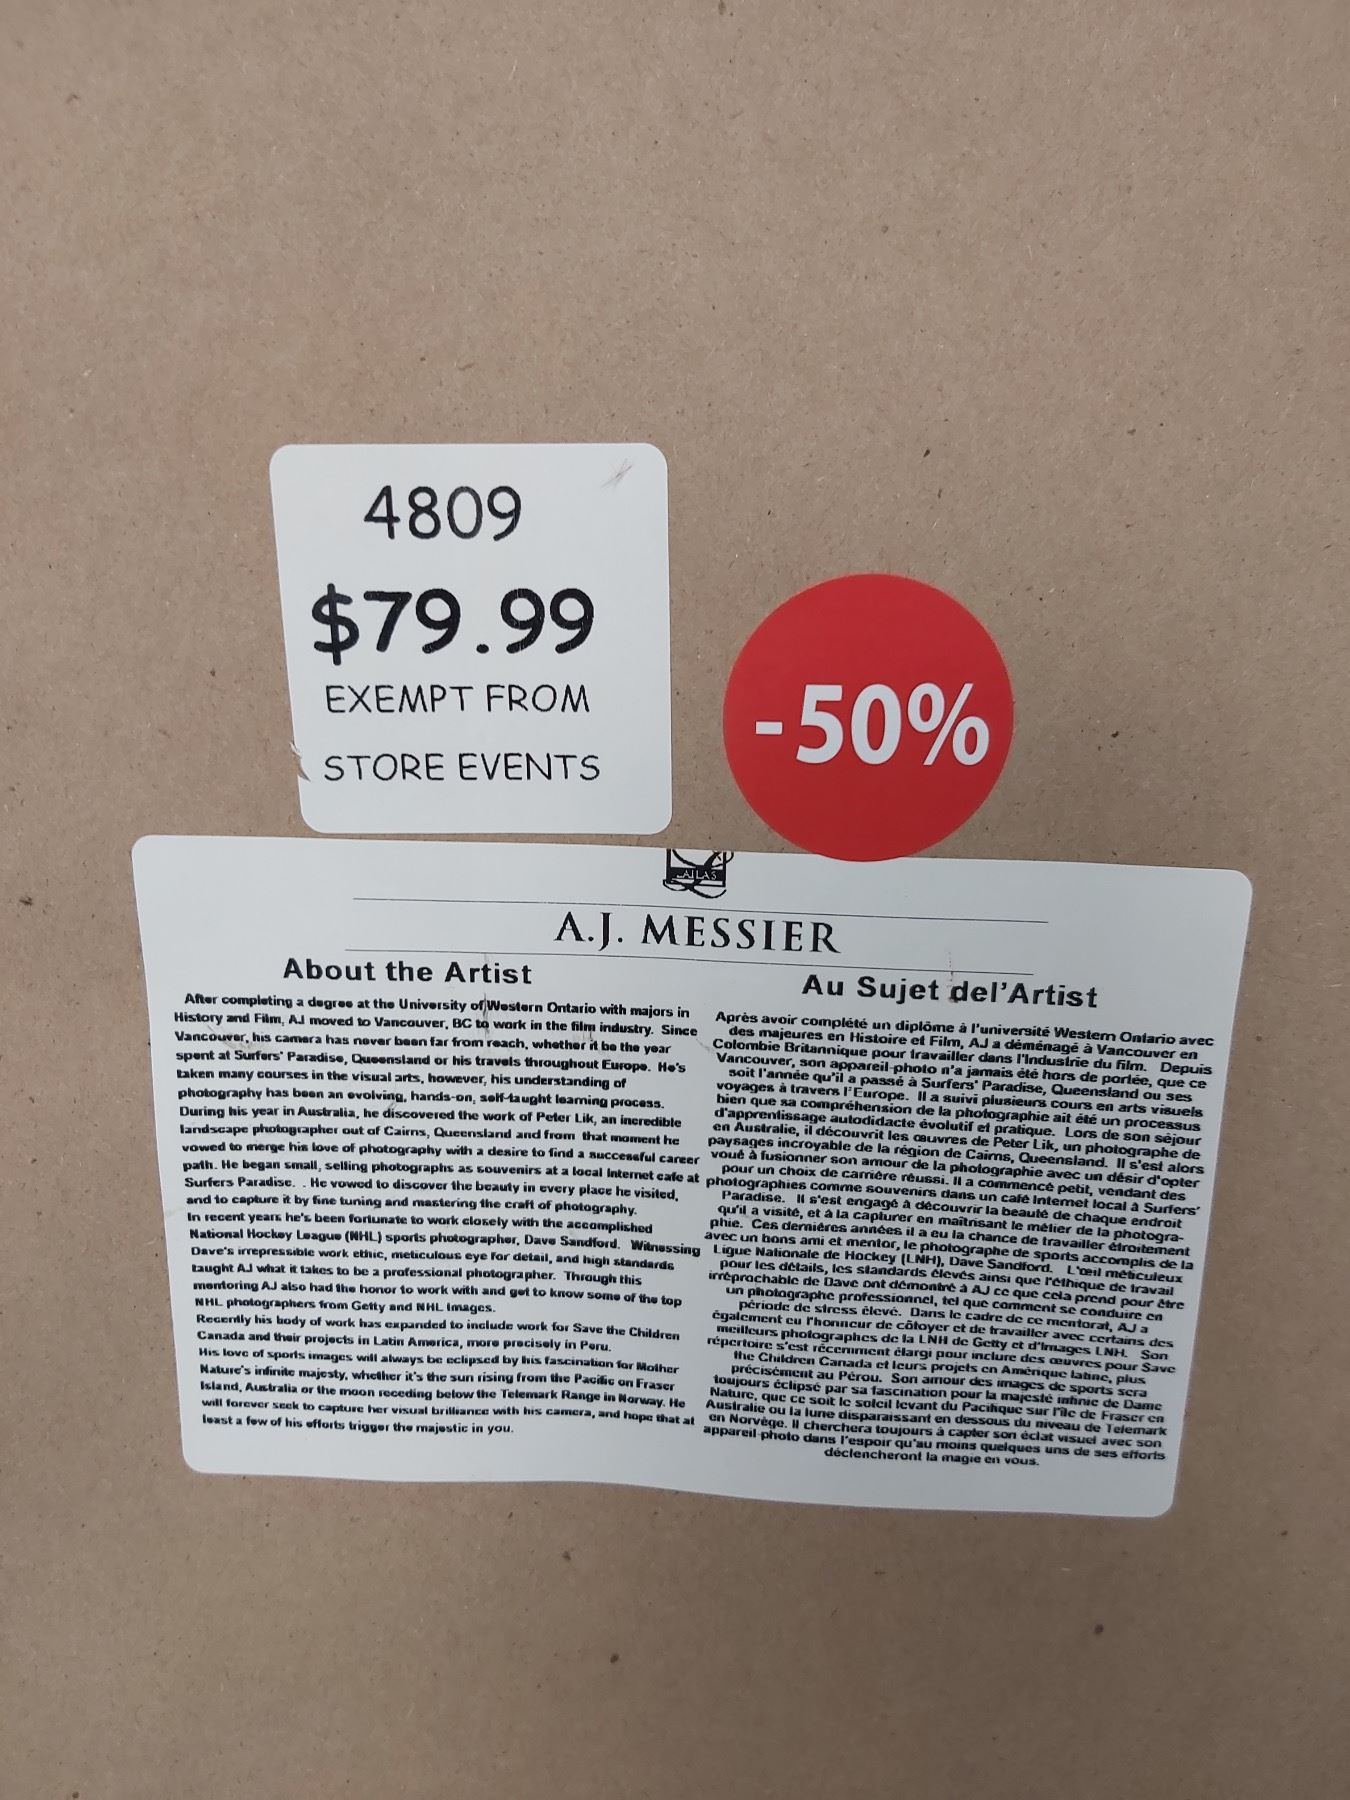 4809
$79.99
EXEMPT FROM
STORE EVENTS
-50%
ATLAS
A.J. MESSIER
About the Artist
After completing a degree at the University of Western Ontario with majors in
History and Film, AJ moved to Vancouver, BC to work in the film industry. Since
Vancouver, his camera has never been far from reach, whether it be the year
spent at Surfers' Paradise, Queensland or his travels throughout Europe. He's
taken many courses in the visual arts, however, his understanding of
photography has been an evolving, hands-on, self-taught learning process.
During his year in Australia, he discovered the work of Peter Lik, an incredible
landscape photographer out of Cairns, Queensland and from that moment he
vowed to merge his love of photography with a desire to find a successful career
path. He began small, selling photographs as souvenirs at a local Internet cafe at
Surfers Paradise. . He vowed to discover the beauty in every place he visited,
and to capture it by fine tuning and mastering the craft of photography.
In recent years he's been fortunate to work closely with the accomplished
National Hockey League (NHL) sports photographer, Dave Sandford. Witnessing
Dave's irrepressible work ethic, meticulous eye for detail, and high standards
taught AJ what it takes to be a professional photographer. Through this
mentoring AJ also had the honor to work with and get to know some of the top
NHL photographers from Getty and NHL Images.
Recently his body of work has expanded to include work for Save the Children
Canada and their projects in Latin America, more precisely in Peru.
His love of sports images will always be eclipsed by his fascination for Mother
Nature's infinite majesty, whether it's the sun rising from the Pacific on Fraser
Island, Australia or the moon receding below the Telemark Range in Norway. He
will forever seek to capture her visual brilliance with his camera, and hope that at
least a few of his efforts trigger the majestic in you.
Au Sujet del'Artist
Après avoir complété un diplôme à l'université Western Ontario avec
des majeures en Histoire et Film, AJ a déménagé à Vancouver en
Colombie Britannique pour travailler dans l'Industrie du film. Depuis
Vancouver, son appareil-photo n'a jamais été hors de portée, que ce
soit l'année qu'il a passé à Surfers' Paradise, Queensland ou ses
voyages à travers l'Europe. Il a suivi plusieurs cours en arts visuels
bien que sa compréhension de la photographie ait été un processus
d'apprentissage autodidacte évolutif et pratique. Lors de son séjour
en Australie, il découvrit les œuvres de Peter Lik, un photographe de
paysages incroyable de la région de Cairns, Queensland. Il s'est alors
voué à fusionner son amour de la photographie avec un désir d'opter
pour un choix de carrière réussi. Il a commencé petit, vendant des
photographies comme souvenirs dans un café Internet local à Surfers'
Paradise. Il s'est engagé à découvrir la beauté de chaque endroit
qu'il a visité, et à la capturer en maîtrisant le métier de la photogra-
phie. Ces dernières années il a eu la chance de travailler étroitement
avec un bons ami et mentor, le photographe de sports accomplis de la
Ligue Nationale de Hockey (LNH), Dave Sandford. L'œil méticuleux
pour les détails, les standards élevés ainsi que l'éthique de travail
irréprochable de Dave ont démontré à AJ ce que cela prend pour être
un photographe professionnel, tel que comment se conduire en
période de stress élevé. Dans le cadre de ce mentorat, AJ a
également eu l'honneur de côtoyer et de travailler avec certains des
meilleurs photographes de la LNH de Getty et d'Images LNH. Son
répertoire s'est récemment élargi pour inclure des œuvres pour Save
the Children Canada et leurs projets en Amérique latine, plus
précisément au Pérou. Son amour des images de sports sera
toujours éclipsé par sa fascination pour la majesté infinie de Dame
Nature, que ce soit le soleil levant du Pacifique sur l'île de Fraser en
Australie ou la lune disparaissant en dessous du niveau de Telemark
en Norvège. Il cherchera toujours à capter son éclat visuel avec son
appareil-photo dans l'espoir qu'au moins quelques uns de ses efforts
déclencheront la magie en vous.